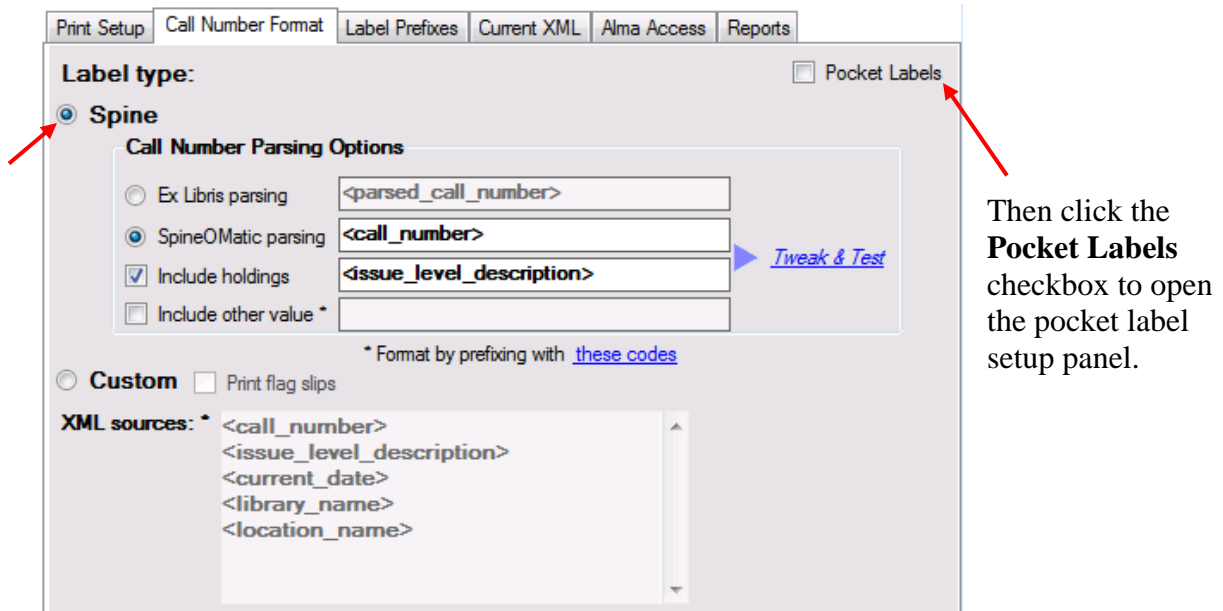 Print Setup Call Number Format Label Prefixes Current XML Alma Access Reports
Label type:
Pocket Labels
Spine
Call Number Parsing Options
Ex Libris parsing <parsed_call_number>
SpineOMatic parsing <call_number>
Include holdings <issue_level_description>
Include other value *
Tweak & Test
* Format by prefixing with these codes
Custom Print flag slips
XML sources: * <call_number>
<issue_level_description>
<current_date>
<library_name>
<location_name>
Then click the
Pocket Labels
checkbox to open
the pocket label
setup panel.